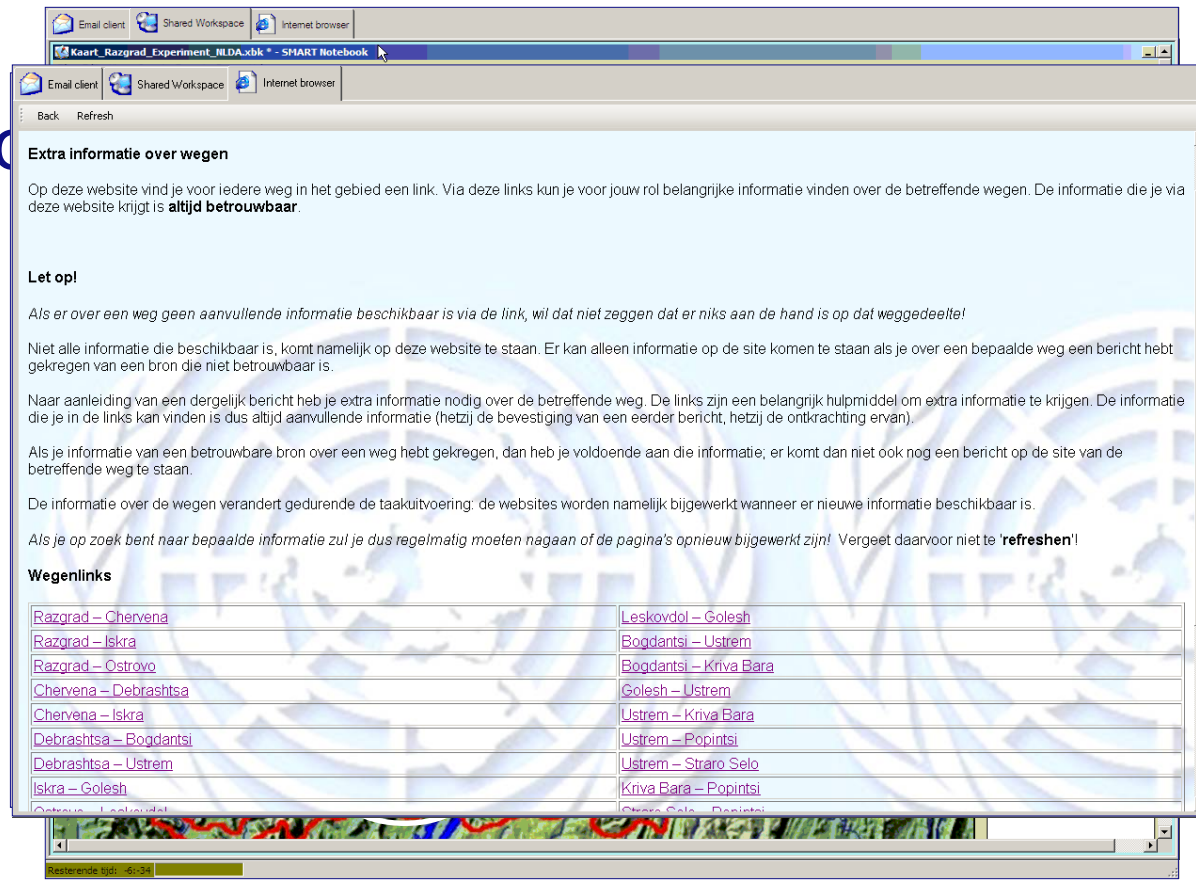 Email client Shared Workspace Internet browser
Kaart_Razgrad_Experiment_NLDA.xbk * - SMART Notebook
Email client Shared Workspace Internet browser
Back Refresh
Extra informatie over wegen
Op deze website vind je voor iedere weg in het gebied een link. Via deze links kun je voor jouw rol belangrijke informatie vinden over de betreffende wegen. De informatie die je via
deze website krijgt is altijd betrouwbaar.
Let op!
Als er over een weg geen aanvullende informatie beschikbaar is via de link, wil dat niet zeggen dat er niks aan de hand is op dat weggedeelte!
Niet alle informatie die beschikbaar is, komt namelijk op deze website te staan. Er kan alleen informatie op de site komen te staan als je over een bepaalde weg een bericht hebt
gekregen van een bron die niet betrouwbaar is.
Naar aanleiding van een dergelijk bericht heb je extra informatie nodig over de betreffende weg. De links zijn een belangrijk hulpmiddel om extra informatie te krijgen. De informatie
die je in de links kan vinden is dus altijd aanvullende informatie (hetzij de bevestiging van een eerder bericht, hetzij de ontkrachting ervan).
Als je informatie van een betrouwbare bron over een weg hebt gekregen, dan heb je voldoende aan die informatie; er komt dan niet ook nog een bericht op de site van de
betreffende weg te staan.
De informatie over de wegen verandert gedurende de taakuitvoering: de websites worden namelijk bijgewerkt wanneer er nieuwe informatie beschikbaar is.
Als je op zoek bent naar bepaalde informatie zul je dus regelmatig moeten nagaan of de pagina's opnieuw bijgewerkt zijn! Vergeet daarvoor niet te 'refreshen'!
Wegenlinks
Razgrad – Chervena Leskovdol – Golesh
Razgrad – Iskra Bogdantsi – Ustrem
Razgrad – Ostrovo Bogdantsi – Kriva Bara
Chervena – Debrashtsa Golesh – Ustrem
Chervena – Iskra Ustrem – Kriva Bara
Debrashtsa – Bogdantsi Ustrem – Popintsi
Debrashtsa – Ustrem Ustrem – Straro Selo
Iskra – Golesh Kriva Bara – Popintsi
Resterende tijd: -6:-34